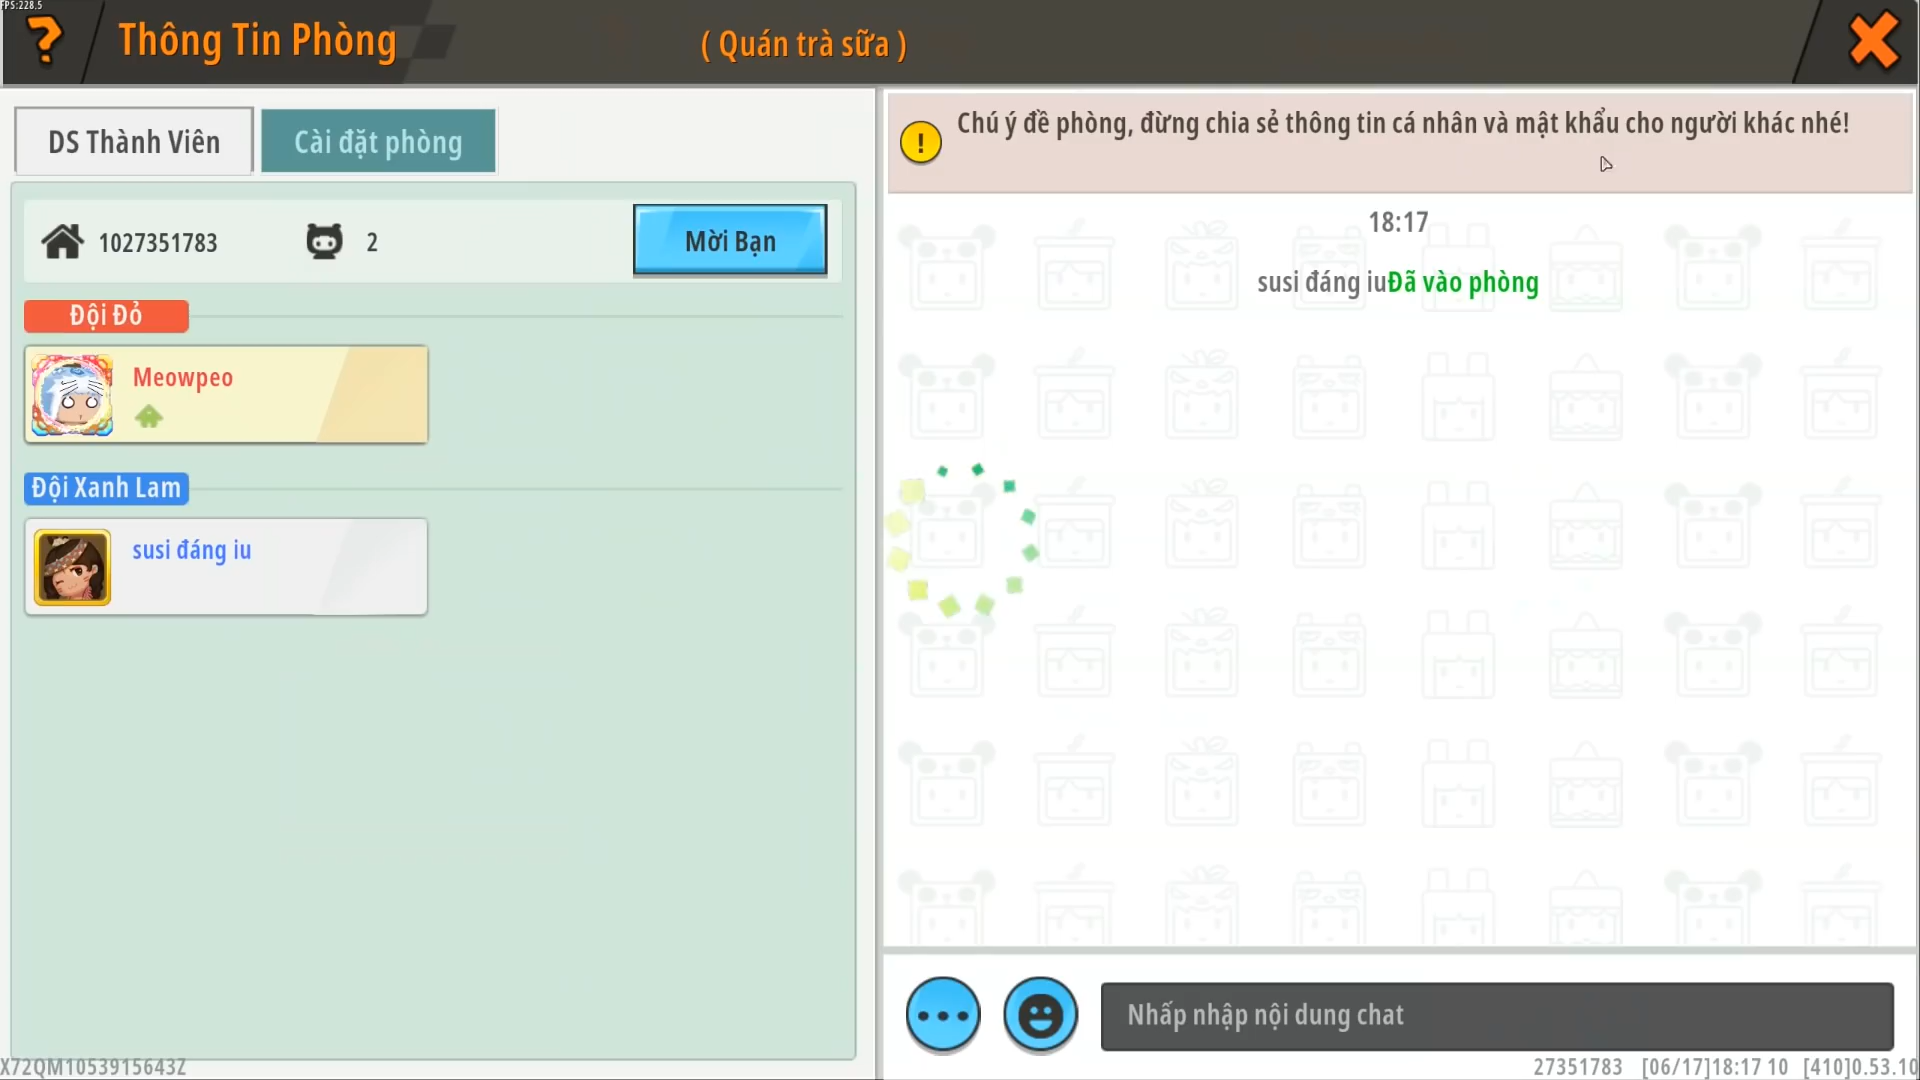 FPS:228.5
Thông Tin Phòng
( Quán trà sữa )
DS Thành Viên
Cài đặt phòng
1027351783
2
Mời Bạn
Đội Đỏ
Meowpeo
Đội Xanh Lam
susi đáng iu
Chú ý đề phòng, đừng chia sẻ thông tin cá nhân và mật khẩu cho người khác nhé!
18:17
susi đáng iuĐã vào phòng
Nhấp nhập nội dung chat
X72QM1053915643Z
27351783 [06/17]18:17 10 [410]0.53.10